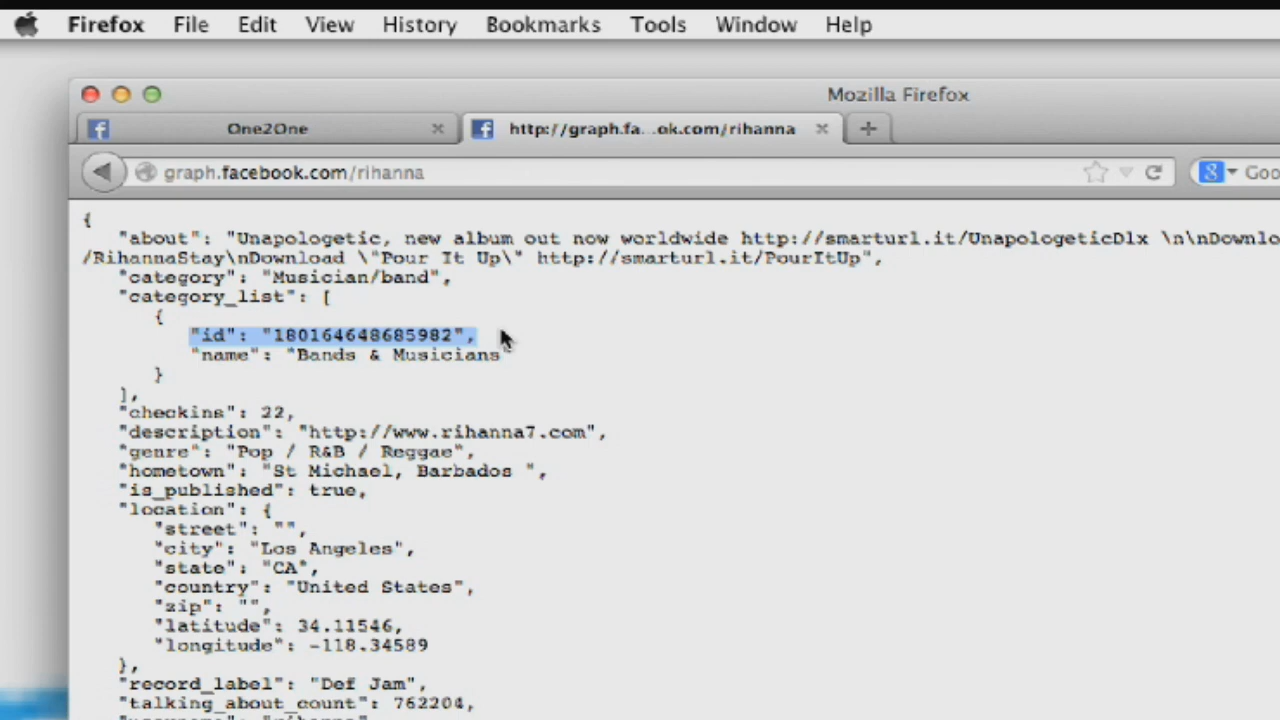 Firefox File Edit View History Bookmarks Tools Window Help
Mozilla Firefox
One2One
http://graph.fa...ok.com/rihanna
graph.facebook.com/rihanna
Goo
{
"about": "Unapologetic, new album out now worldwide http://smarturl.it/UnapologeticDlx \n\nDownlo
/RihannaStay\nDownload \"Pour It Up\" http://smarturl.it/PourItUp",
"category": "Musician/band",
"category_list": [
{
"id": "180164648685982",
"name": "Bands & Musicians"
}
],
"checkins": 22,
"description": "http://www.rihanna7.com",
"genre": "Pop / R&B / Reggae",
"hometown": "St Michael, Barbados ",
"is_published": true,
"location": {
"street": "",
"city": "Los Angeles",
"state": "CA",
"country": "United States",
"zip": "",
"latitude": 34.11546,
"longitude": -118.34589
},
"record_label": "Def Jam",
"talking_about_count": 762204,